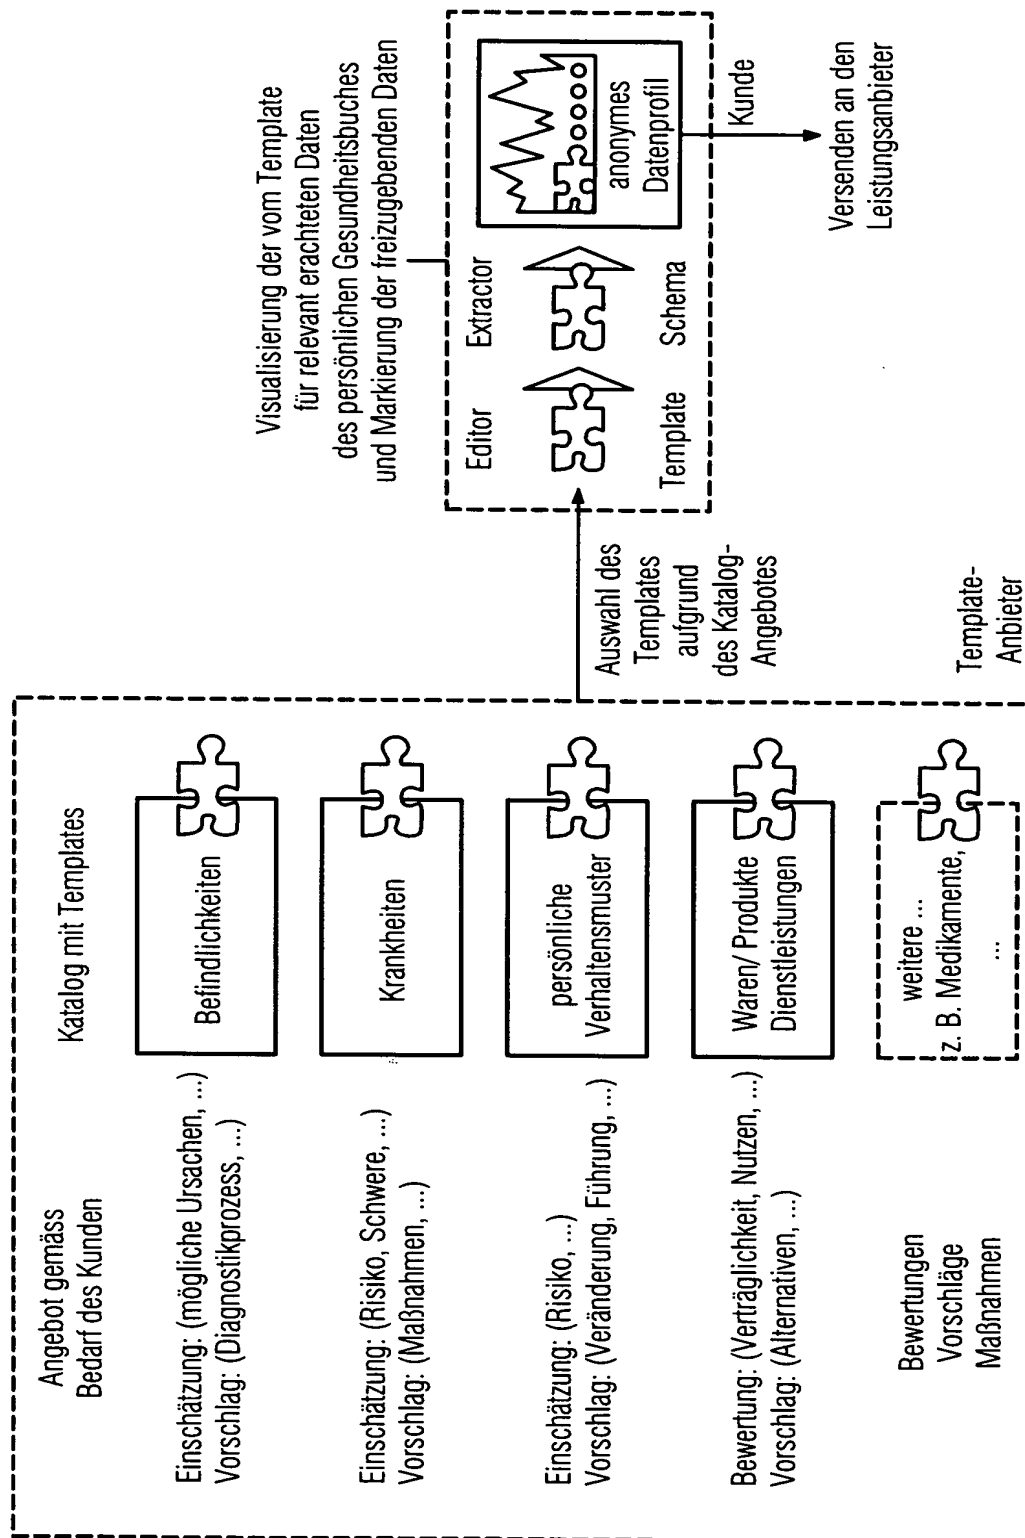 Angebot gemäss
Bedarf des Kunden
Katalog mit Templates
Einschätzung: (mögliche Ursachen, ...)
Vorschlag: (Diagnostikprozess, ...)
Befindlichkeiten
Einschätzung: (Risiko, Schwere, ...)
Vorschlag: (Maßnahmen, ...)
Krankheiten
Einschätzung: (Risiko, ...)
Vorschlag: (Veränderung, Führung, ...)
persönliche
Verhaltensmuster
Bewertung: (Verträglichkeit, Nutzen, ...)
Vorschlag: (Alternativen, ...)
Waren/ Produkte
Dienstleistungen
Bewertungen
Vorschläge
Maßnahmen
weitere ...
z. B. Medikamente,
...
Template-
Anbieter
Auswahl des
Templates
aufgrund
des Katalog-
Angebotes
Visualisierung der vom Template
für relevant erachteten Daten
des persönlichen Gesundheitsbuches
und Markierung der freizugebenden Daten
Editor
Extractor
Template
Schema
anonymes
Datenprofil
Kunde
Versenden an den
Leistungsanbieter